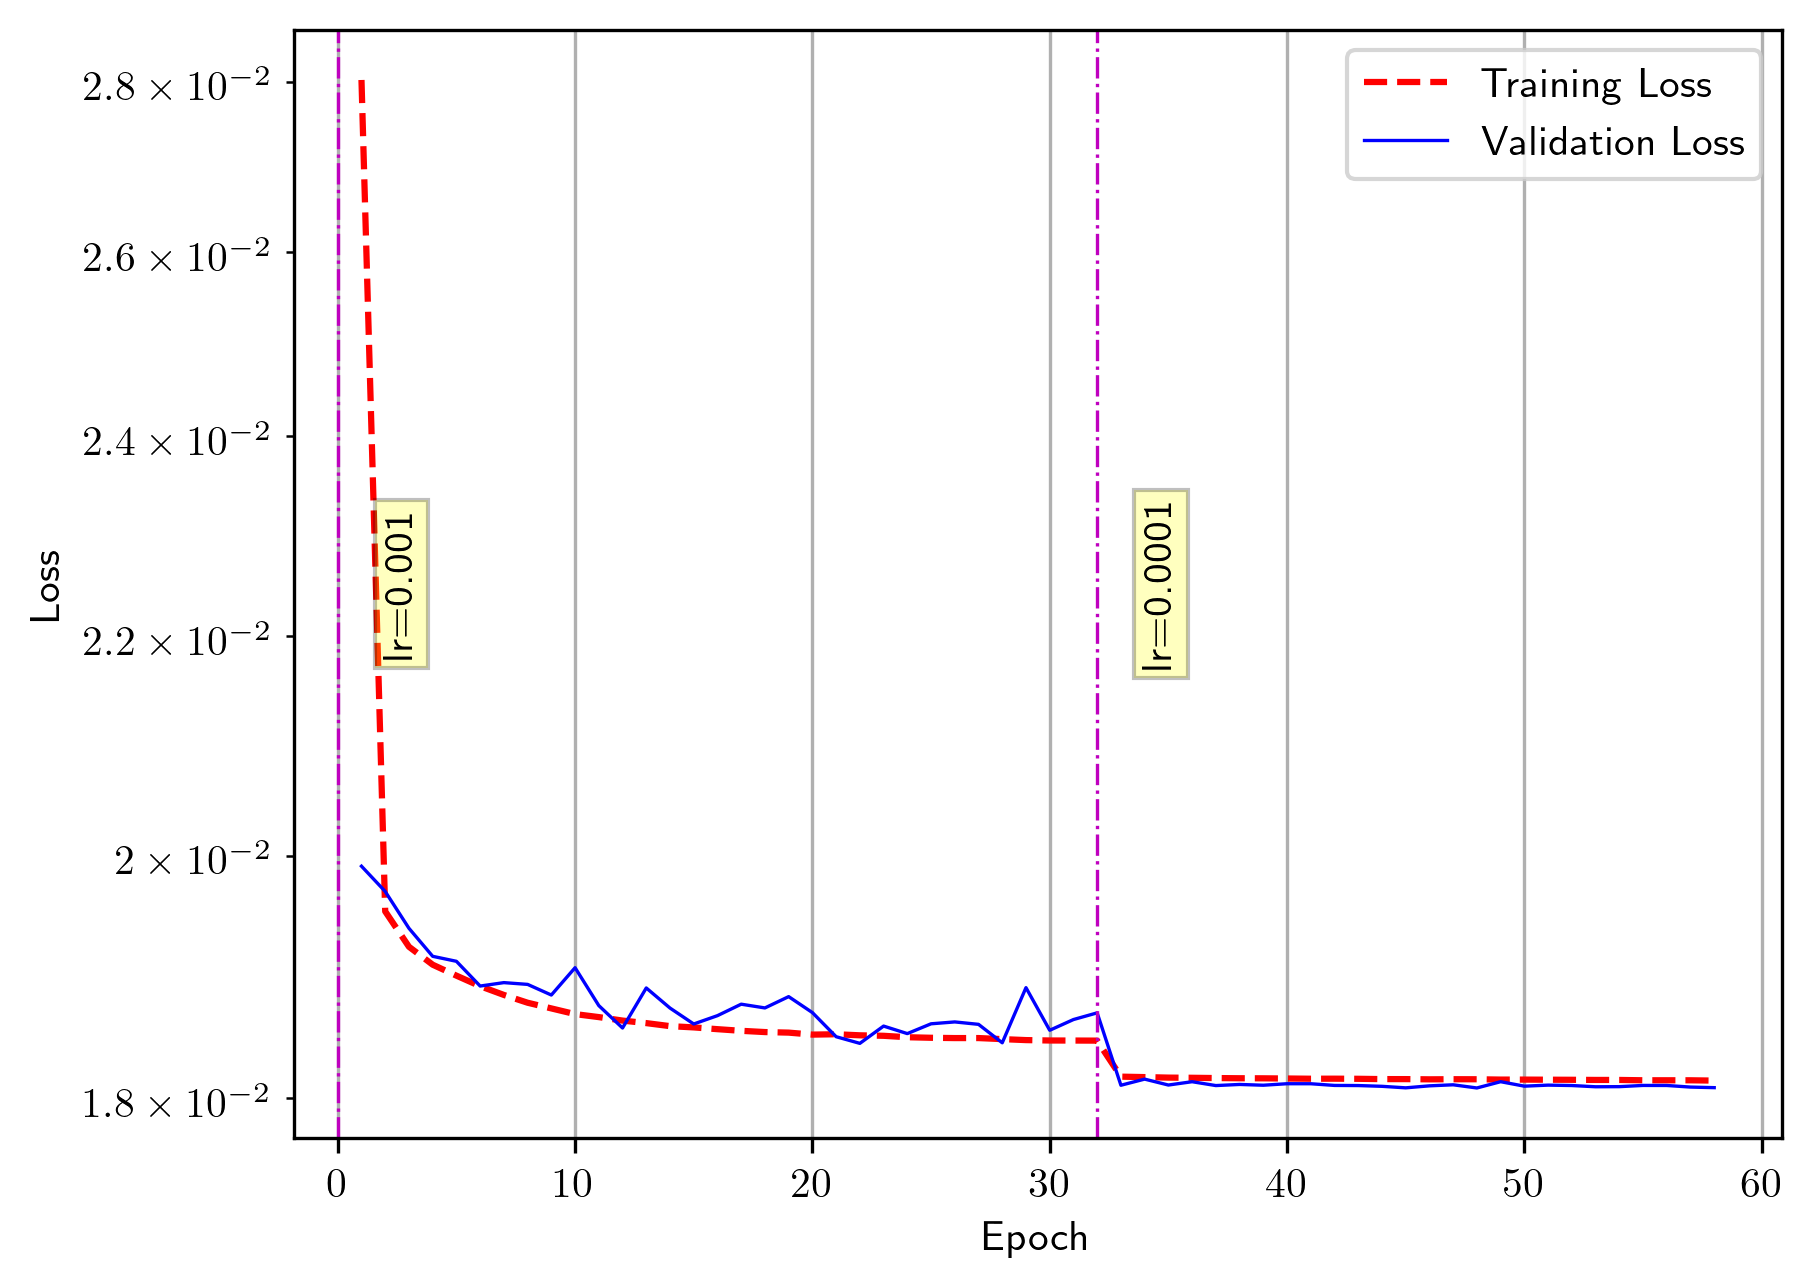 2.8 × 10⁻²
2.6 × 10⁻²
2.4 × 10⁻²
2.2 × 10⁻²
2 × 10⁻²
1.8 × 10⁻²
Loss
Training Loss
Validation Loss
lr=0.001
lr=0.0001
0 10 20 30 40 50 60
Epoch